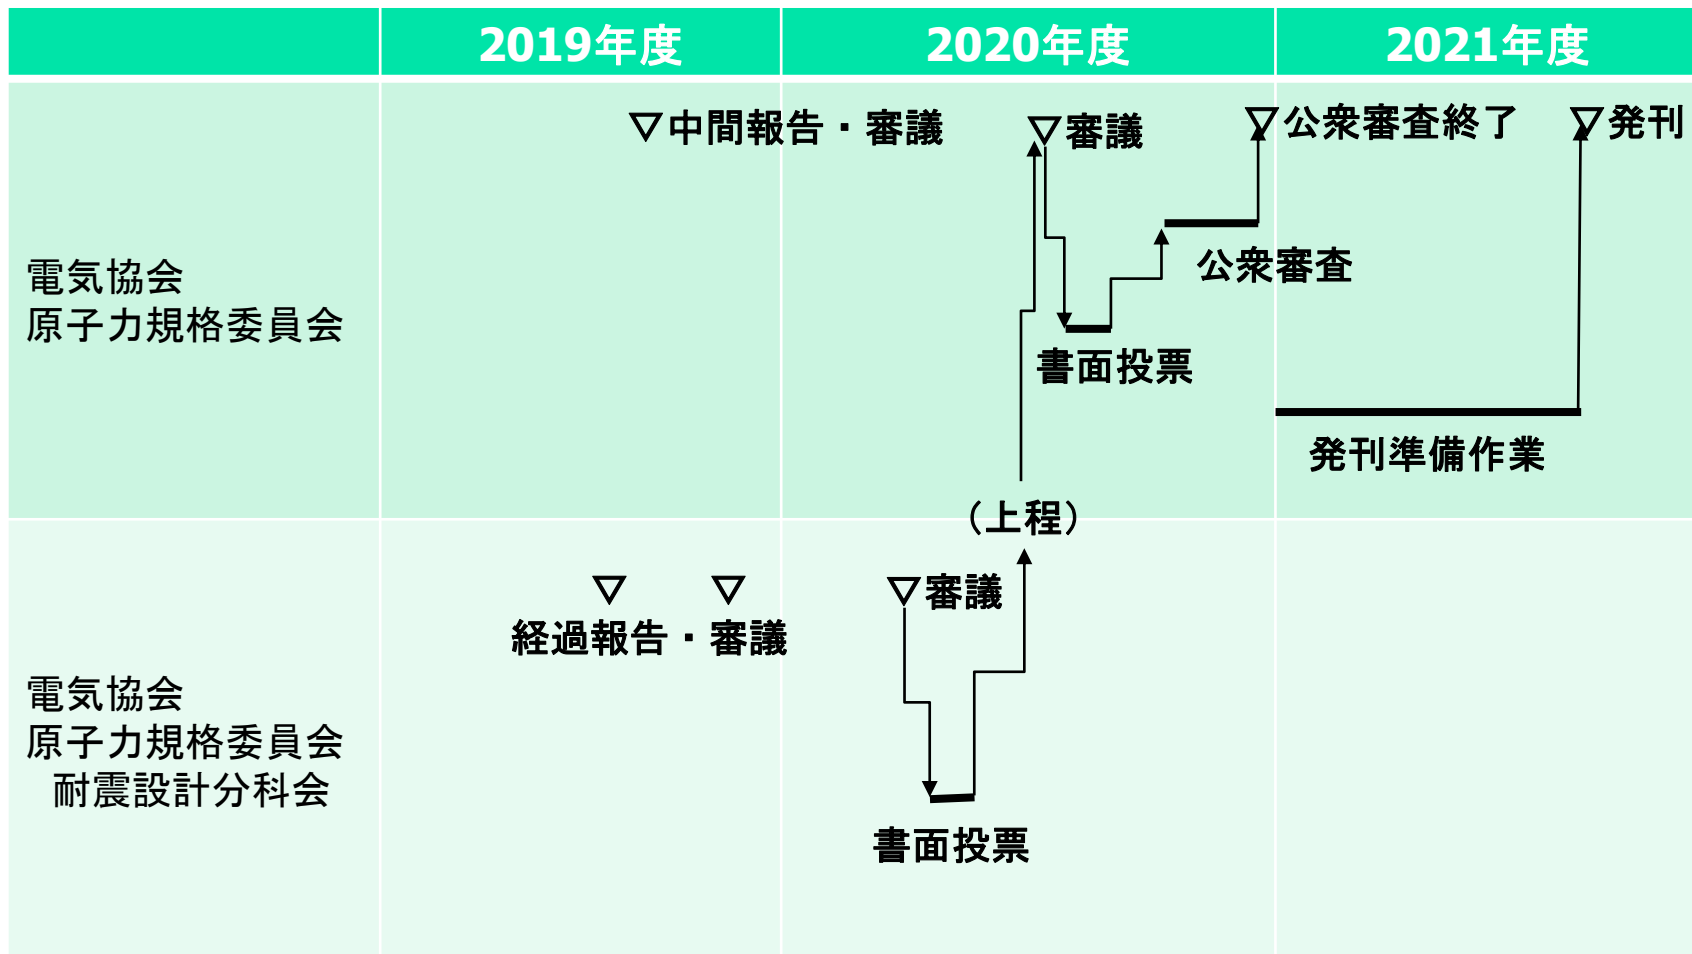 2019年度
2020年度
2021年度
電気協会
原子力規格委員会
▽中間報告・審議
▽審議
▽公衆審査終了
▽発刊
公衆審査
書面投票
発刊準備作業
（上程）
電気協会
原子力規格委員会
耐震設計分科会
▽ ▽
経過報告・審議
▽審議
書面投票